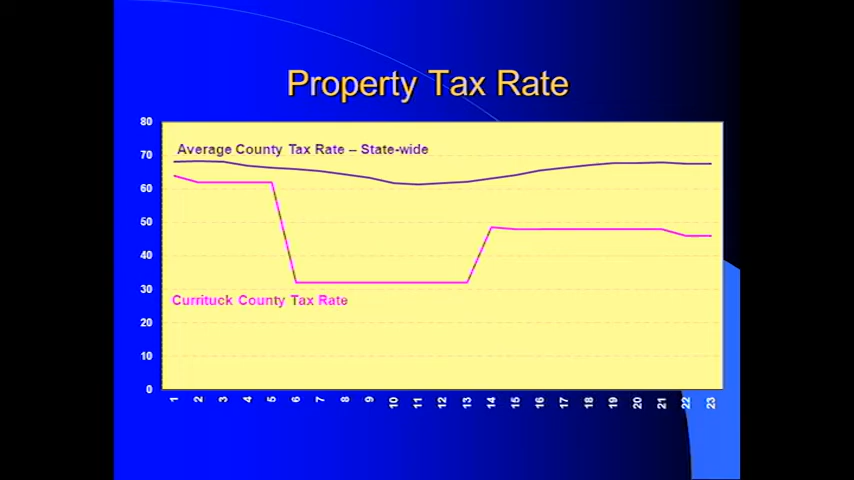 Property Tax Rate
80
70
60
50
40
30
20
10
0
Average County Tax Rate – State-wide
Currituck County Tax Rate
1 2 3 4 5 6 7 8 9 10 11 12 13 14 15 16 17 18 19 20 21 22 23